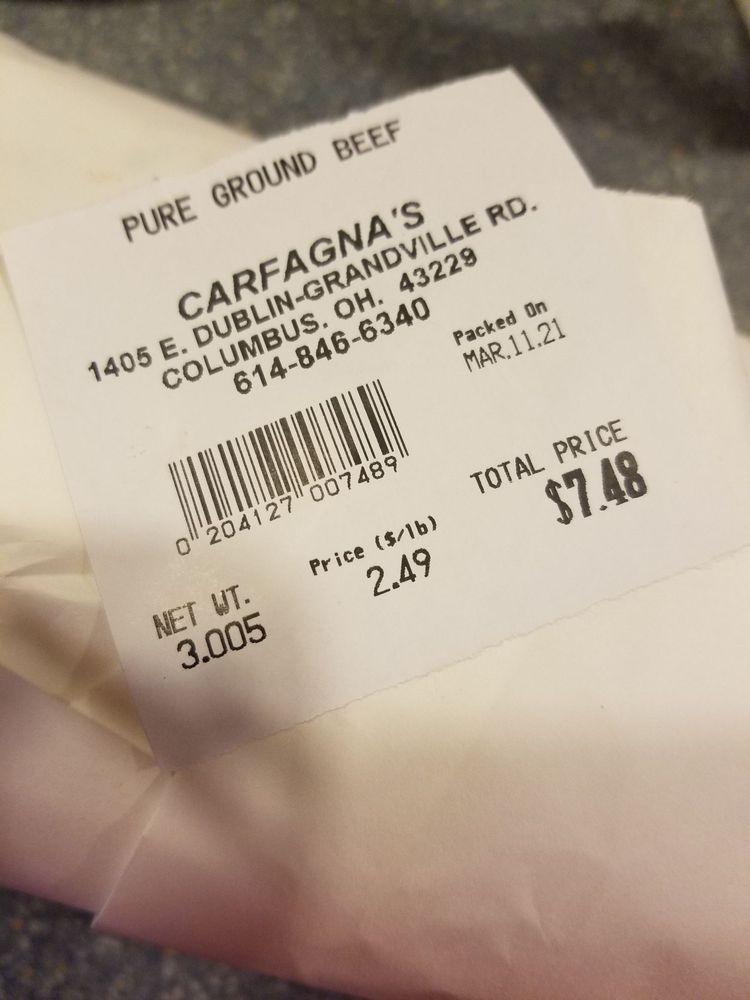 PURE GROUND BEEF
CARFAGNA'S
1405 E. DUBLIN-GRANDVILLE RD.
COLUMBUS. OH. 43229
614-846-6340
Packed On
MAR.11.21
0 204127 007489
TOTAL PRICE
$7.48
Price ($/lb)
2.49
NET WT.
3.005